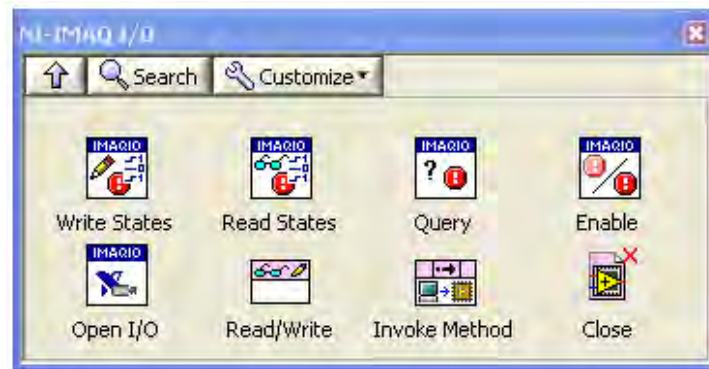 NI-IMAQ I/O
Search Customize
IMAQIO IMAQIO IMAQIO IMAQIO
?
Write States Read States Query Enable
IMAQIO
Open I/O Read/Write Invoke Method Close